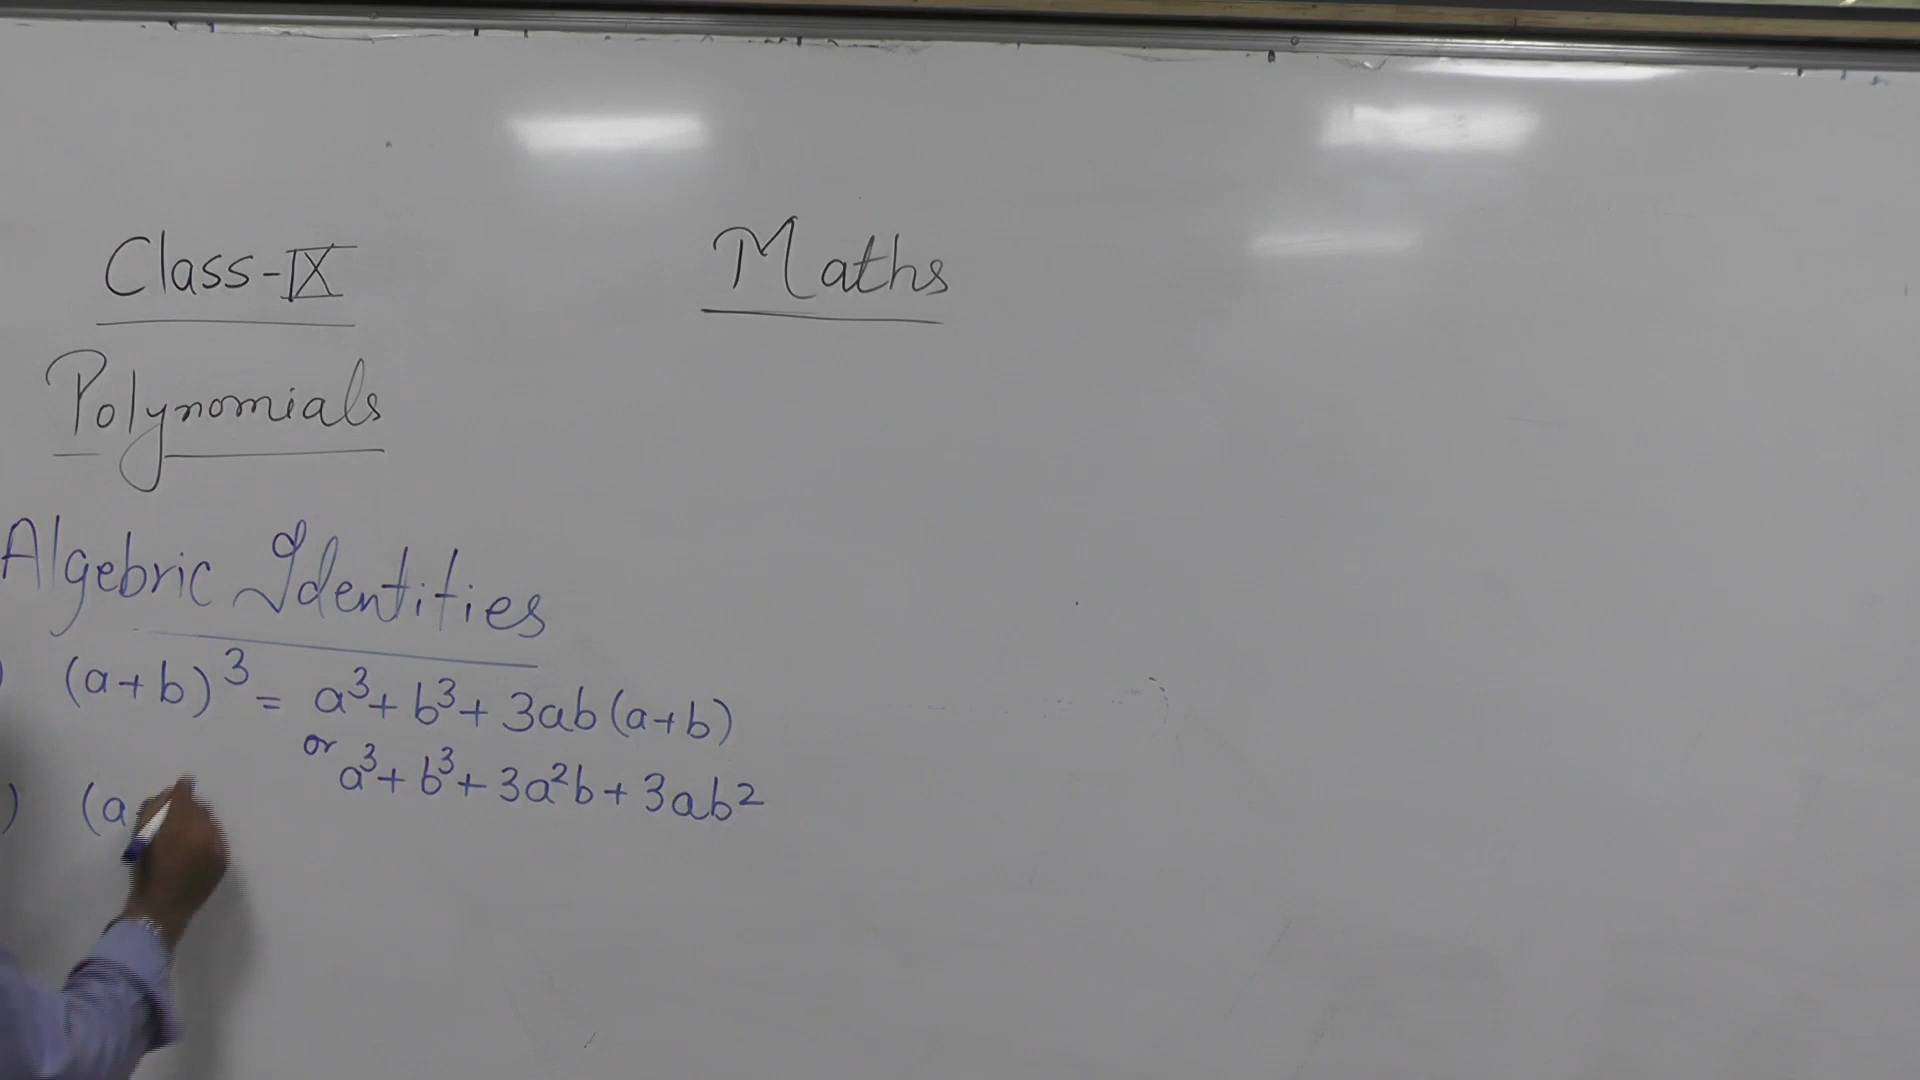 Class-IX
Maths
Polynomials
Algebric Identities
) (a+b)³ = a³+ b³+ 3ab(a+b)
or a³+ b³+ 3a²b+ 3ab²
) (a